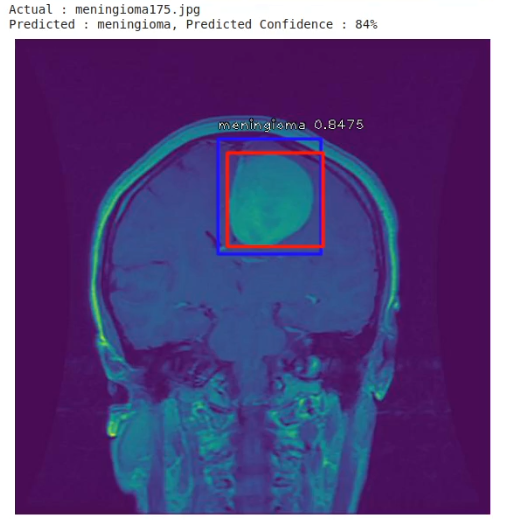 Actual : meningioma175.jpg
Predicted : meningioma, Predicted Confidence : 84%
meningioma 0.8475